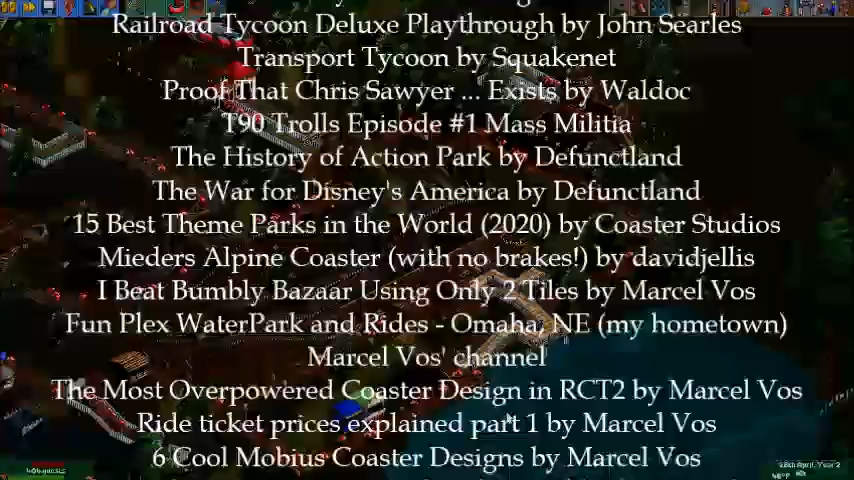 Railroad Tycoon Deluxe Playthrough by John Searles
Transport Tycoon by Squakenet
Proof That Chris Sawyer ... Exists by Waldoc
T90 Trolls Episode #1 Mass Militia
The History of Action Park by Defunctland
The War for Disney's America by Defunctland
15 Best Theme Parks in the World (2020) by Coaster Studios
Mieders Alpine Coaster (with no brakes!) by davidjellis
I Beat Bumbly Bazaar Using Only 2 Tiles by Marcel Vos
Fun Plex WaterPark and Rides - Omaha, NE (my hometown)
Marcel Vos' channel
The Most Overpowered Coaster Design in RCT2 by Marcel Vos
Ride ticket prices explained part 1 by Marcel Vos
6 Cool Mobius Coaster Designs by Marcel Vos